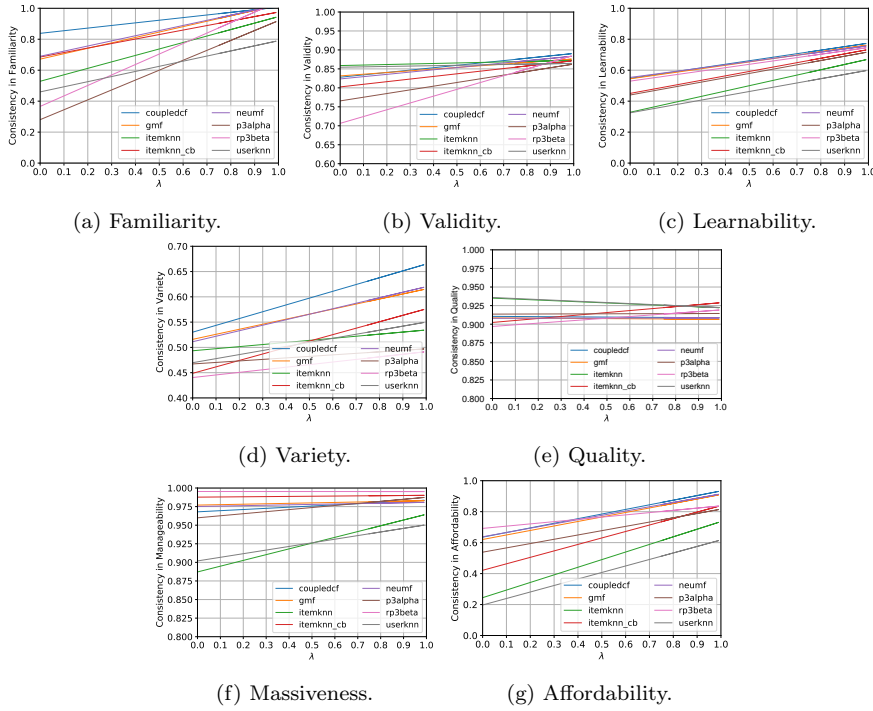 Consistency in Familiarity
1.0
0.8
0.6
0.4
0.2
0.0
0.0 0.1 0.2 0.3 0.4 0.5 0.6 0.7 0.8 0.9 1.0
λ
coupledcf
gmf
itemknn
itemknn_cb
neumf
p3alpha
rp3beta
userknn
(a) Familiarity.
Consistency in Validity
1.00
0.95
0.90
0.85
0.80
0.75
0.70
0.65
0.60
0.0 0.1 0.2 0.3 0.4 0.5 0.6 0.7 0.8 0.9 1.0
λ
coupledcf
gmf
itemknn
itemknn_cb
neumf
p3alpha
rp3beta
userknn
(b) Validity.
Consistency in Learnability
1.0
0.8
0.6
0.4
0.2
0.0
0.0 0.1 0.2 0.3 0.4 0.5 0.6 0.7 0.8 0.9 1.0
λ
coupledcf
gmf
itemknn
itemknn_cb
neumf
p3alpha
rp3beta
userknn
(c) Learnability.
Consistency in Variety
0.70
0.65
0.60
0.55
0.50
0.45
0.40
0.0 0.1 0.2 0.3 0.4 0.5 0.6 0.7 0.8 0.9 1.0
λ
coupledcf
gmf
itemknn
itemknn_cb
neumf
p3alpha
rp3beta
userknn
(d) Variety.
Consistency in Quality
1.000
0.975
0.950
0.925
0.900
0.875
0.850
0.825
0.800
0.0 0.1 0.2 0.3 0.4 0.5 0.6 0.7 0.8 0.9 1.0
λ
coupledcf
gmf
itemknn
itemknn_cb
neumf
p3alpha
rp3beta
userknn
(e) Quality.
Consistency in Manageability
1.000
0.975
0.950
0.925
0.900
0.875
0.850
0.825
0.800
0.0 0.1 0.2 0.3 0.4 0.5 0.6 0.7 0.8 0.9 1.0
λ
coupledcf
gmf
itemknn
itemknn_cb
neumf
p3alpha
rp3beta
userknn
(f) Massiveness.
Consistency in Affordability
1.0
0.8
0.6
0.4
0.2
0.0
0.0 0.1 0.2 0.3 0.4 0.5 0.6 0.7 0.8 0.9 1.0
λ
coupledcf
gmf
itemknn
itemknn_cb
neumf
p3alpha
rp3beta
userknn
(g) Affordability.